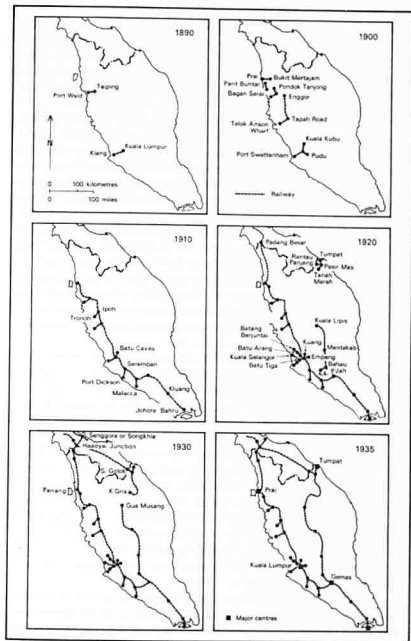 1890
Taiping
Port Weld
Kuala Lumpur
Klang
N
0 100 kilometres
0 100 miles
1900
Prai
Bukit Mertajam
Parit Buntar
Pondok Tanjong
Bagan Serai
Enggor
Telok Anson
Wharf
Tapah Road
Kuala Kubu
Port Swettenham
Pudu
Railway
1910
Ipoh
Tronoh
Batu Caves
Seremban
Port Dickson
Malacca
Kluang
Johore Bahru
1920
Padang Besar
Tumpat
Rantau
Panjang
Pasir Mas
Tanah
Merah
Kuala Lipis
Batang
Berjuntai
Kuang
Mentakab
Batu Arang
Empang
Kuala Selangor
Bahau
Batu Tiga
1930
Senggora or Songkhla
Haadyai Junction
S. Golok
Penang
K Gris
Gua Musang
1935
Tumpat
Prai
Kuala Lumpur
Gemas
Major centres